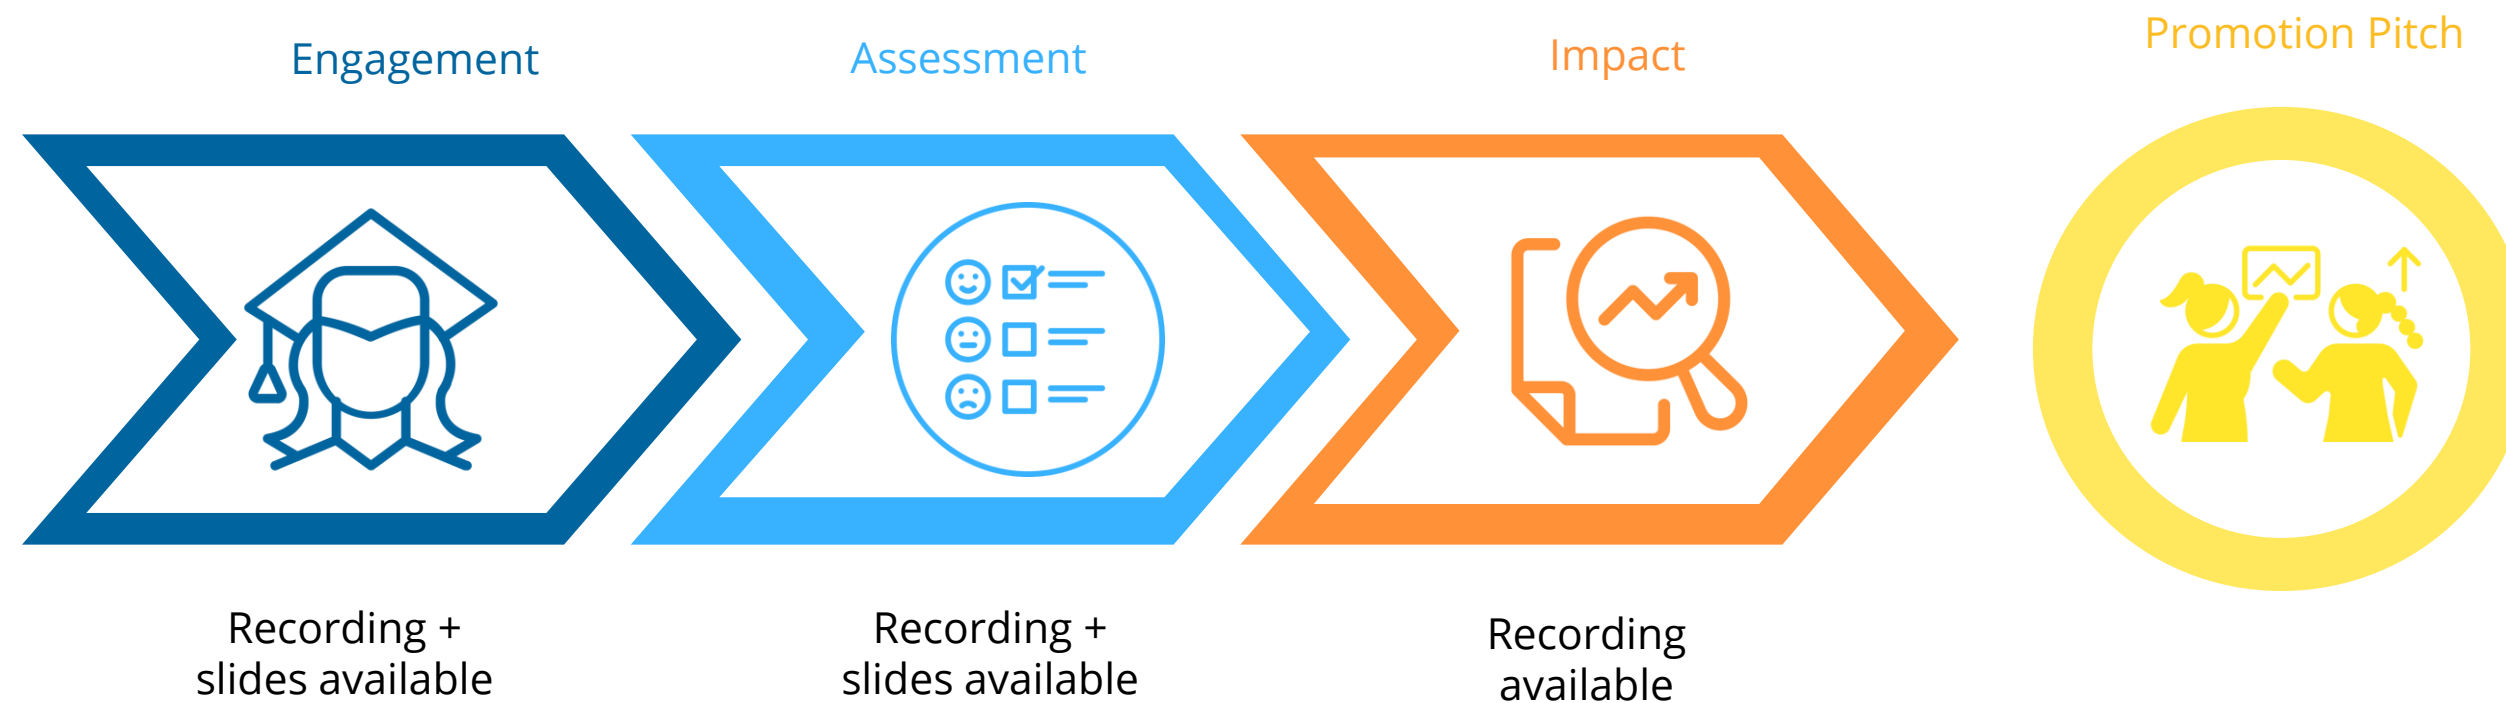 Engagement
Assessment
Impact
Promotion Pitch
Recording +
slides available
Recording +
slides available
Recording
available